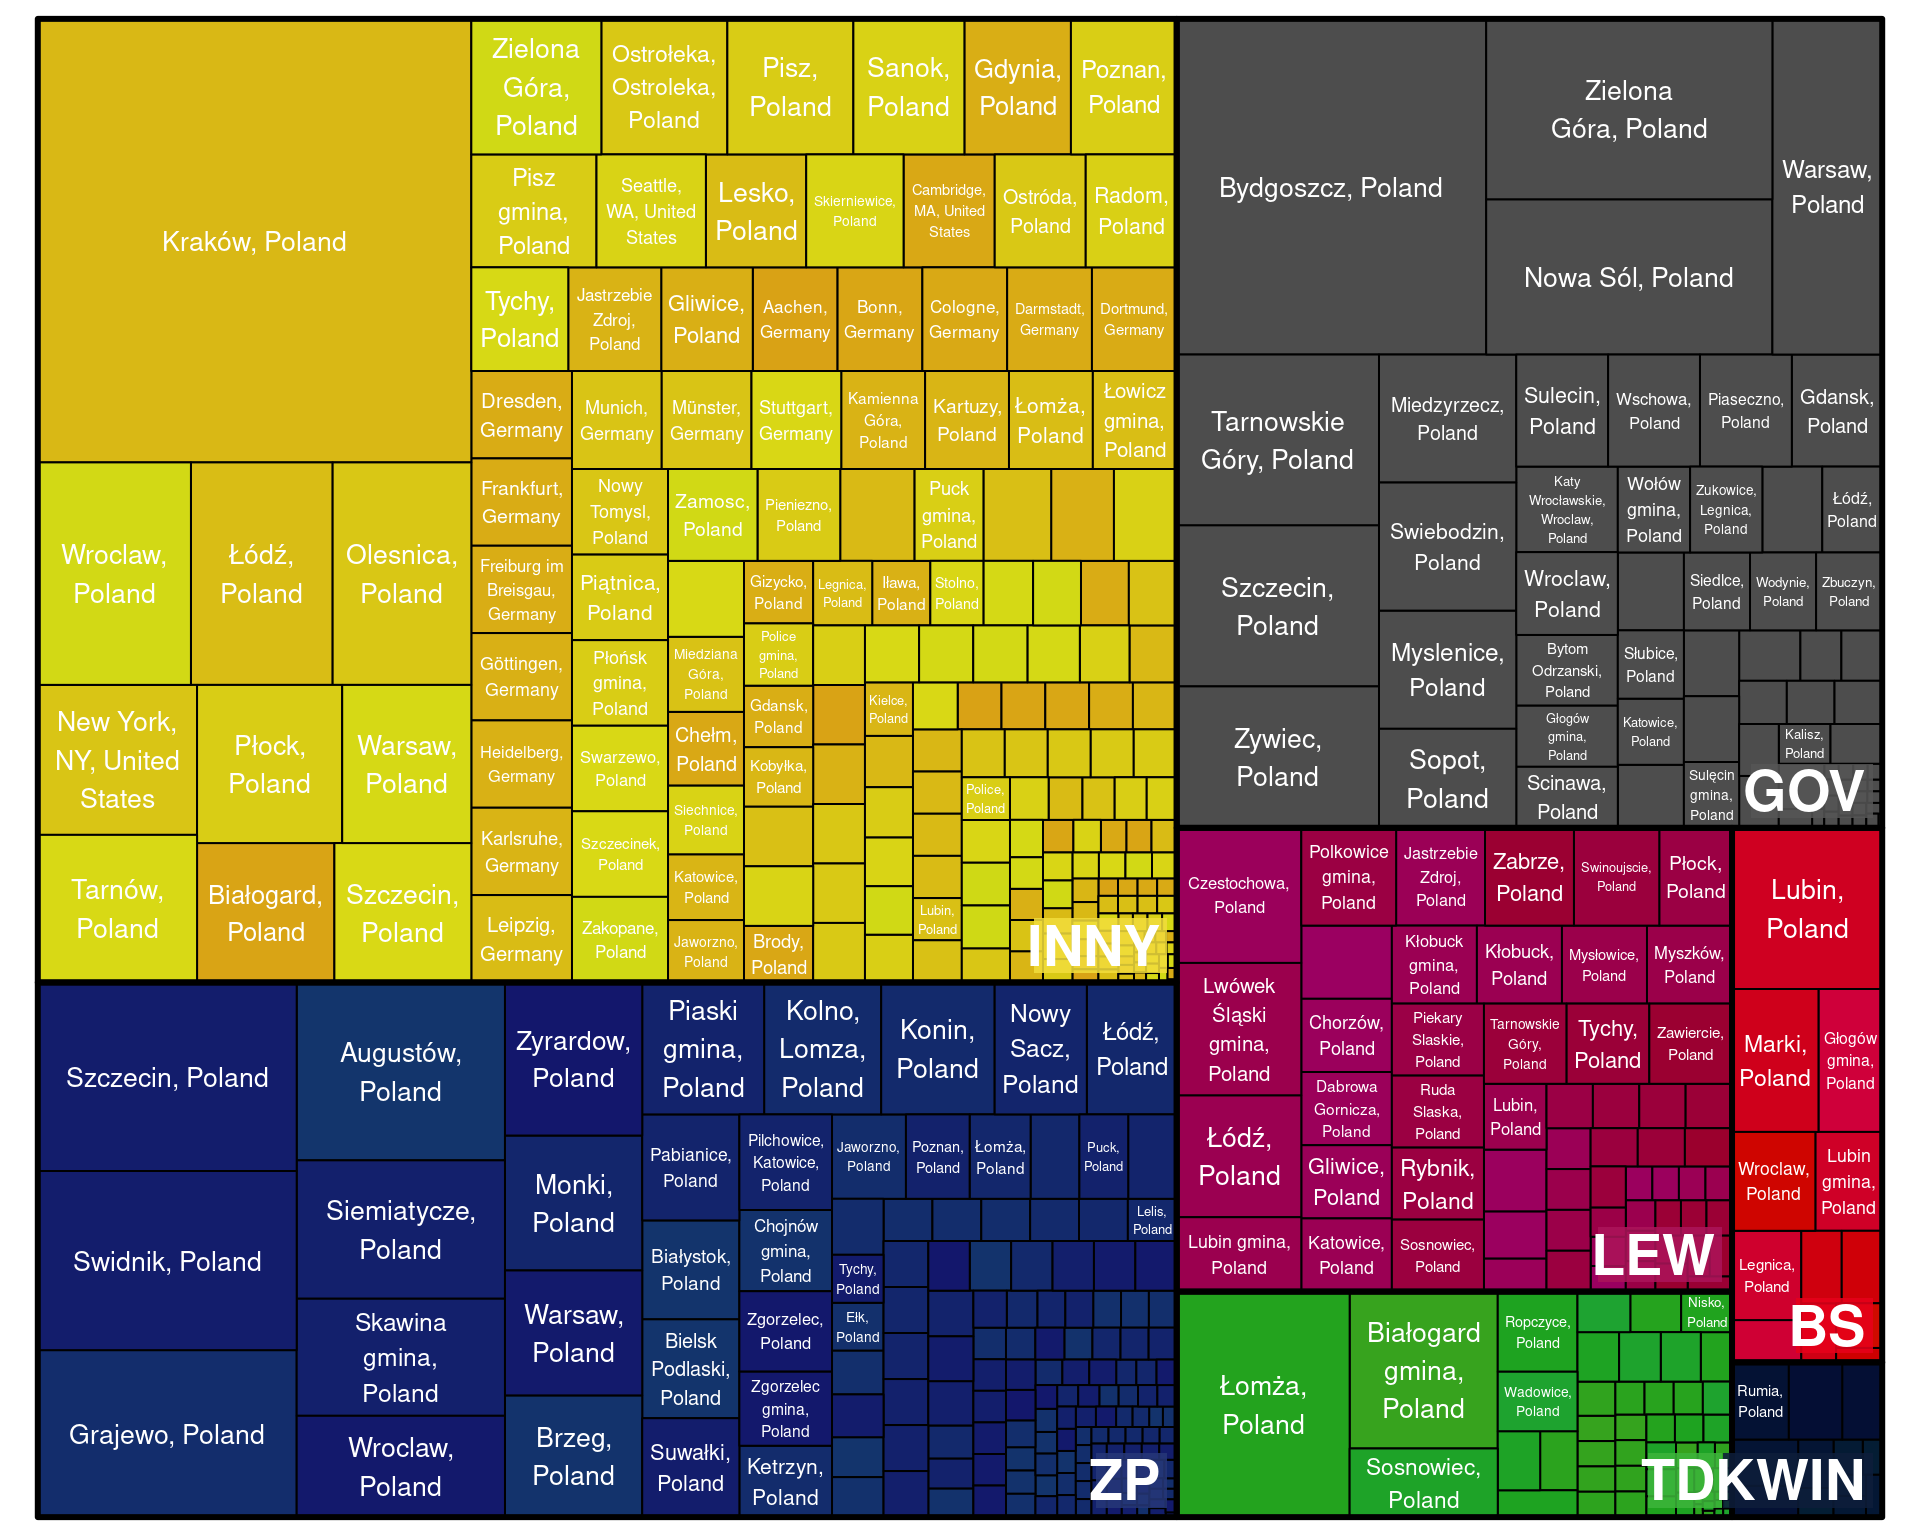 Kraków, Poland
Wroclaw,
Poland
Łódź,
Poland
Olesnica,
Poland
New York,
NY, United
States
Płock,
Poland
Warsaw,
Poland
Tarnów,
Poland
Białogard,
Poland
Szczecin,
Poland
Zielona
Góra,
Poland
Ostrołeka,
Ostroleka,
Poland
Pisz,
Poland
Sanok,
Poland
Gdynia,
Poland
Poznan,
Poland
Pisz
gmina,
Poland
Seattle,
WA, United
States
Lesko,
Poland
Skierniewice,
Poland
Cambridge,
MA, United
States
Ostróda,
Poland
Radom,
Poland
Tychy,
Poland
Jastrzebie
Zdroj,
Poland
Gliwice,
Poland
Aachen,
Germany
Bonn,
Germany
Cologne,
Germany
Darmstadt,
Germany
Dortmund,
Germany
Dresden,
Germany
Frankfurt,
Germany
Freiburg im
Breisgau,
Germany
Göttingen,
Germany
Heidelberg,
Germany
Karlsruhe,
Germany
Leipzig,
Germany
Munich,
Germany
Münster,
Germany
Stuttgart,
Germany
Kamienna
Góra,
Poland
Kartuzy,
Poland
Łomża,
Poland
Łowicz
gmina,
Poland
Nowy
Tomysl,
Poland
Piątnica,
Poland
Płońsk
gmina,
Poland
Swarzewo,
Poland
Szczecinek,
Poland
Zakopane,
Poland
Zamosc,
Poland
Pieniezno,
Poland
Puck
gmina,
Poland
Miedziana
Góra,
Poland
Chełm,
Poland
Siechnice,
Poland
Katowice,
Poland
Jaworzno,
Poland
Gizycko,
Poland
Police
gmina,
Poland
Gdansk,
Poland
Kobyłka,
Poland
Brody,
Poland
Legnica,
Poland
Iława,
Poland
Stolno,
Poland
Kielce,
Poland
Lubin,
Poland
Police,
Poland
INNY
Bydgoszcz, Poland
Zielona
Góra, Poland
Nowa Sól, Poland
Warsaw,
Poland
Tarnowskie
Góry, Poland
Szczecin,
Poland
Zywiec,
Poland
Miedzyrzecz,
Poland
Swiebodzin,
Poland
Myslenice,
Poland
Sopot,
Poland
Sulecin,
Poland
Wschowa,
Poland
Piaseczno,
Poland
Gdansk,
Poland
Katy
Wrocławskie,
Wroclaw,
Poland
Wołów
gmina,
Poland
Zukowice,
Legnica,
Poland
Łódź,
Poland
Wroclaw,
Poland
Siedlce,
Poland
Wodynie,
Poland
Zbuczyn,
Poland
Bytom
Odrzanski,
Poland
Słubice,
Poland
Głogów
gmina,
Poland
Katowice,
Poland
Kalisz,
Poland
Scinawa,
Poland
Sulęcin
gmina,
Poland
GOV
Szczecin, Poland
Swidnik, Poland
Grajewo, Poland
Augustów,
Poland
Siemiatycze,
Poland
Skawina
gmina,
Poland
Wroclaw,
Poland
Zyrardow,
Poland
Monki,
Poland
Warsaw,
Poland
Brzeg,
Poland
Piaski
gmina,
Poland
Kolno,
Lomza,
Poland
Konin,
Poland
Nowy
Sacz,
Poland
Łódź,
Poland
Pabianice,
Poland
Białystok,
Poland
Bielsk
Podlaski,
Poland
Suwałki,
Poland
Pilchowice,
Katowice,
Poland
Chojnów
gmina,
Poland
Zgorzelec,
Poland
Zgorzelec
gmina,
Poland
Ketrzyn,
Poland
Jaworzno,
Poland
Poznan,
Poland
Łomża,
Poland
Puck,
Poland
Lelis,
Poland
Tychy,
Poland
Ełk,
Poland
ZP
Czestochowa,
Poland
Lwówek
Śląski
gmina,
Poland
Łódź,
Poland
Lubin gmina,
Poland
Polkowice
gmina,
Poland
Jastrzebie
Zdroj,
Poland
Zabrze,
Poland
Swinoujscie,
Poland
Płock,
Poland
Chorzów,
Poland
Dabrowa
Gornicza,
Poland
Gliwice,
Poland
Katowice,
Poland
Kłobuck
gmina,
Poland
Kłobuck,
Poland
Mysłowice,
Poland
Myszków,
Poland
Piekary
Slaskie,
Poland
Ruda
Slaska,
Poland
Rybnik,
Poland
Sosnowiec,
Poland
Tarnowskie
Góry,
Poland
Tychy,
Poland
Zawiercie,
Poland
Lubin,
Poland
LEW
Lubin,
Poland
Marki,
Poland
Głogów
gmina,
Poland
Wroclaw,
Poland
Lubin
gmina,
Poland
Legnica,
Poland
BS
Łomża,
Poland
Białogard
gmina,
Poland
Sosnowiec,
Poland
Ropczyce,
Poland
Wadowice,
Poland
Nisko,
Poland
Rumia,
Poland
TDKWIN